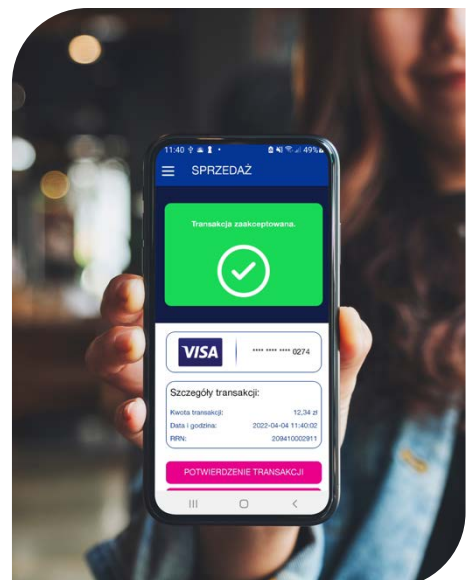 11:40 49%
SPRZEDAŻ
Transakcja zaakceptowana.
VISA **** **** **** 0274
Szczegóły transakcji:
Kwota transakcji: 12,34 zł
Data i godzina: 2022-04-04 11:40:02
RRN: 209410002911
POTWIERDZENIE TRANSAKCJI